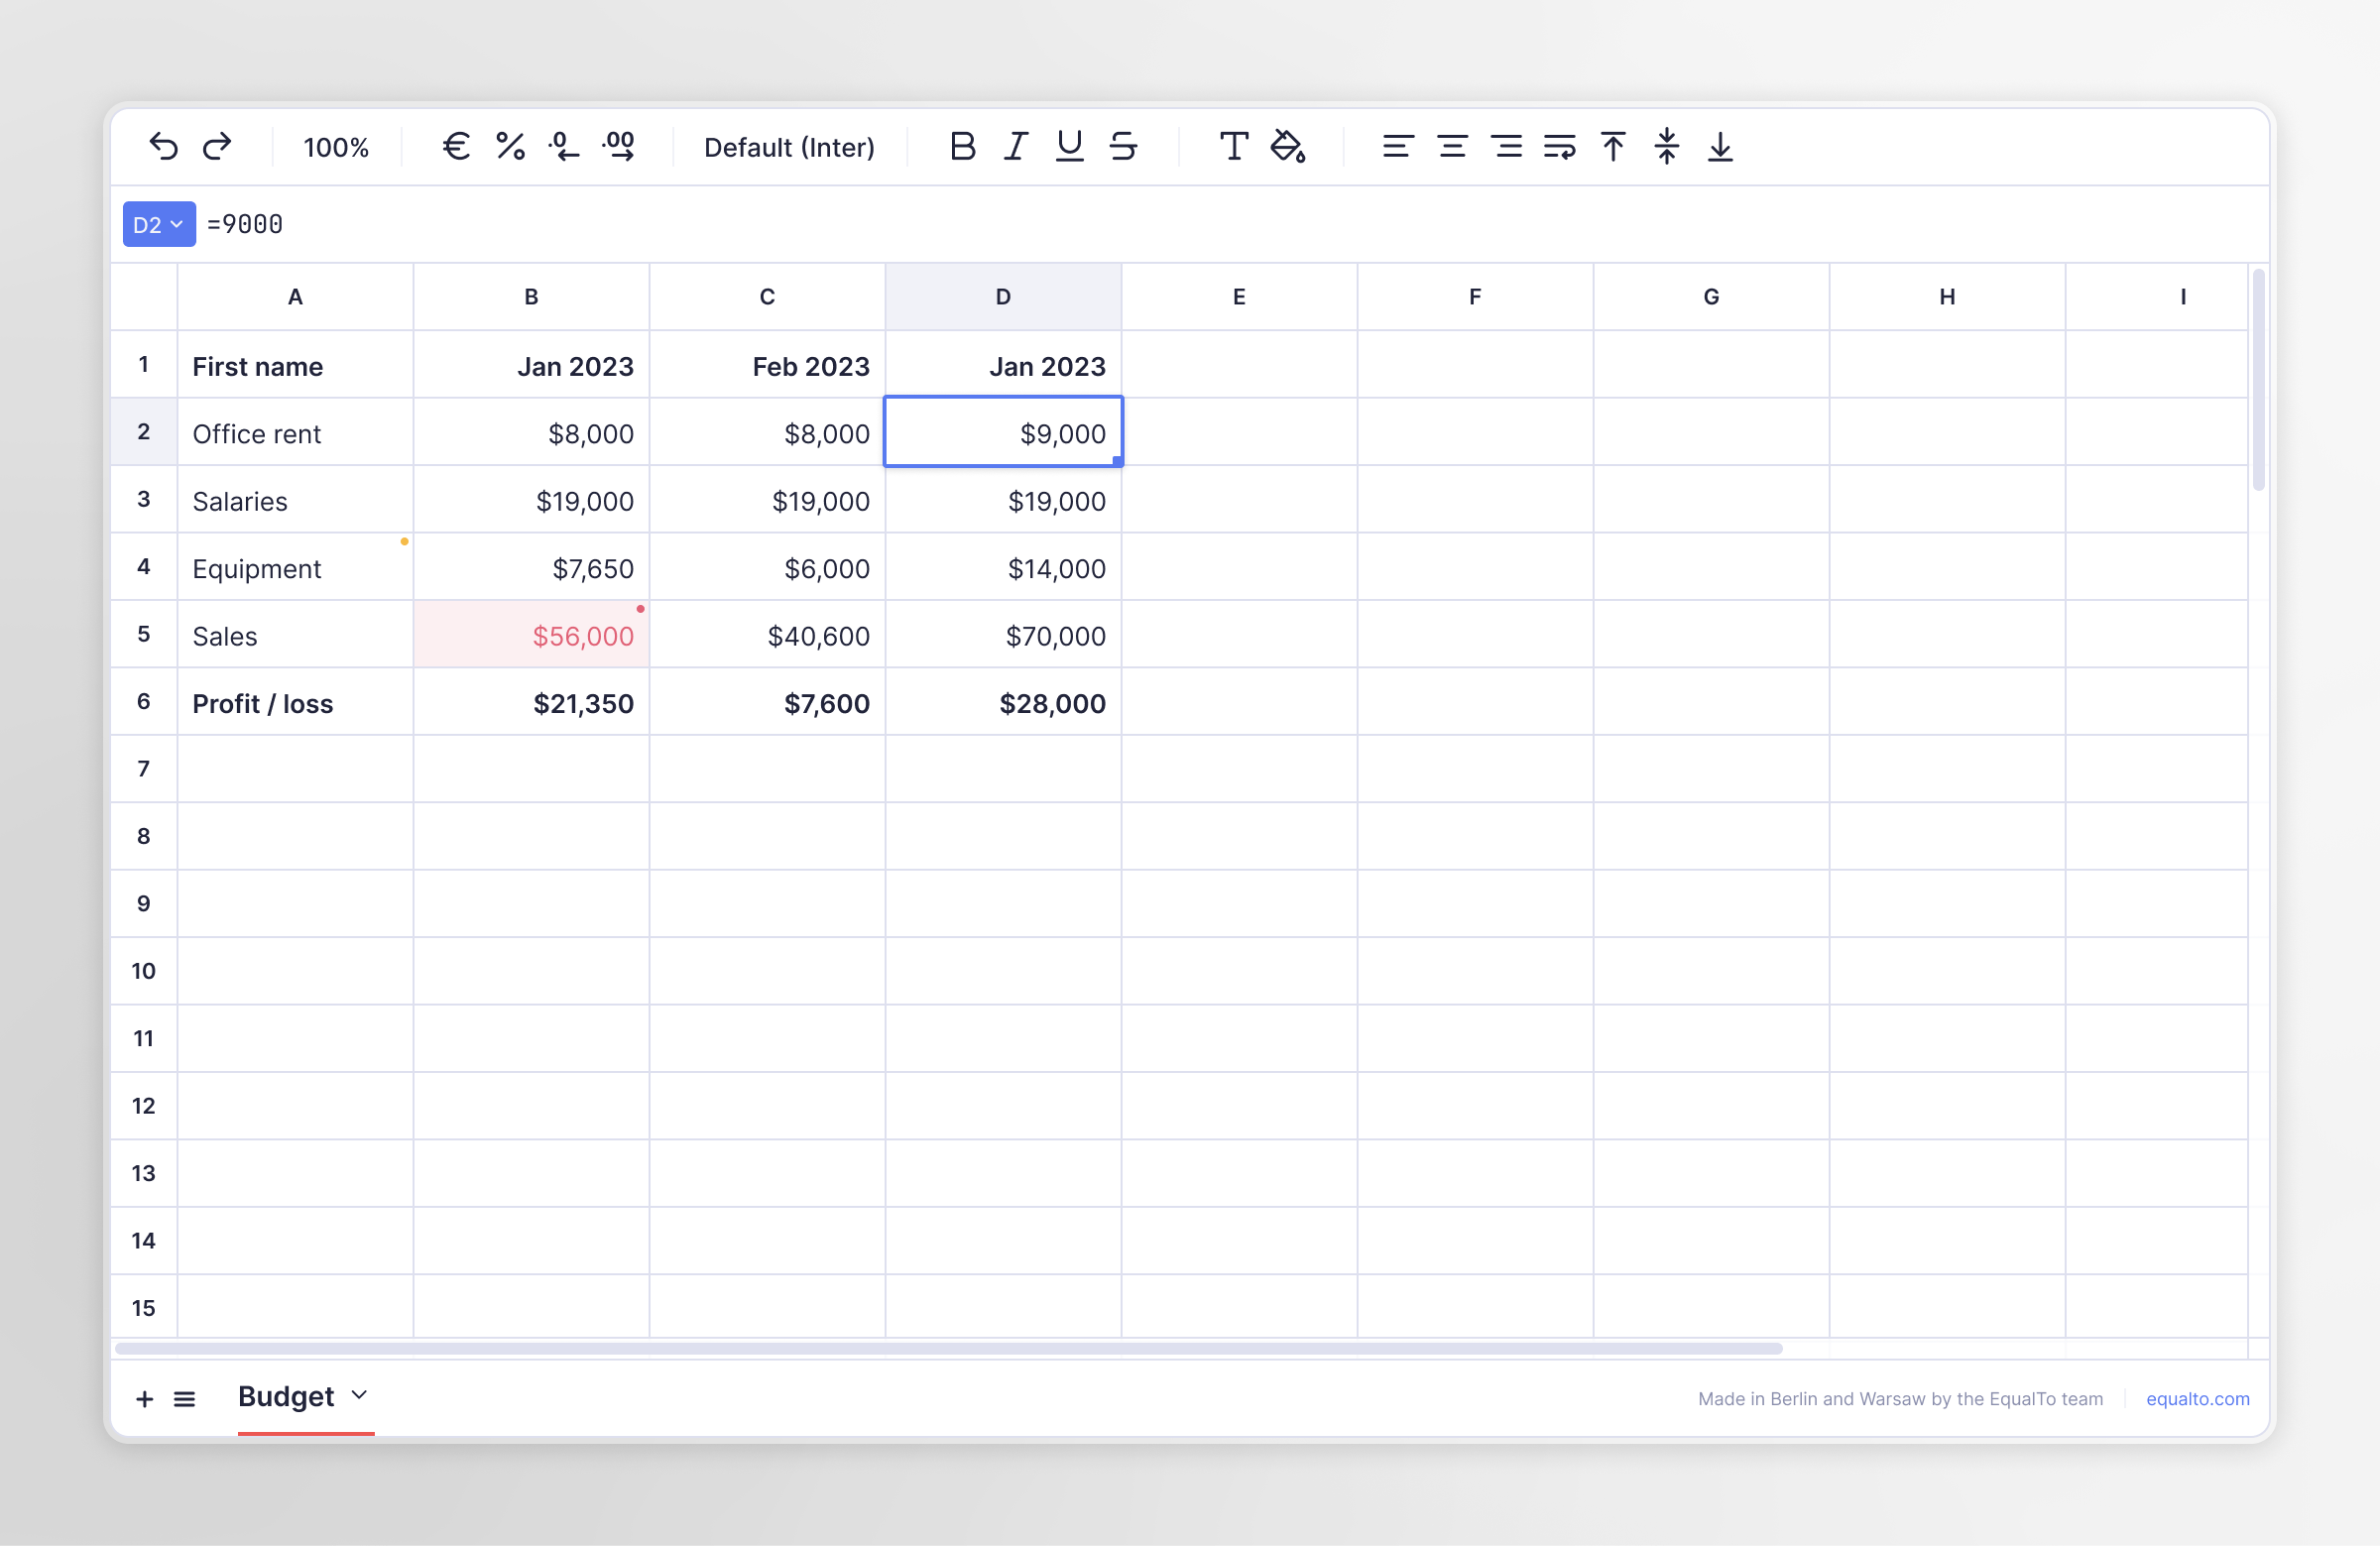 100% € % .0 .00 Default (Inter) B I U S T
D2 =9000
A B C D E F G H I
1 First name Jan 2023 Feb 2023 Jan 2023
2 Office rent $8,000 $8,000 $9,000
3 Salaries $19,000 $19,000 $19,000
4 Equipment $7,650 $6,000 $14,000
5 Sales $56,000 $40,600 $70,000
6 Profit / loss $21,350 $7,600 $28,000
7
8
9
10
11
12
13
14
15
Budget Made in Berlin and Warsaw by the EqualTo team equalto.com